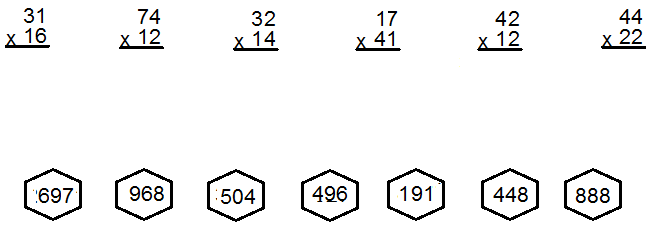 31 74 32 17 42 44
x 16 x 12 x 14 x 41 x 12 x 22
697 968 504 496 191 448 888